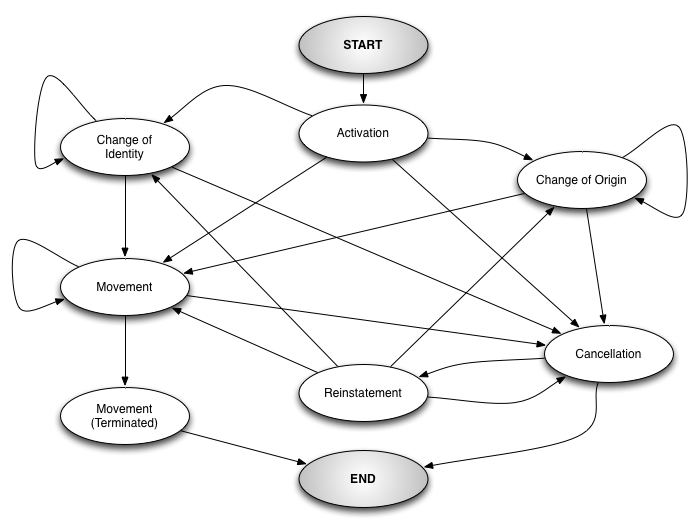 START
Activation
Change of
Identity
Change of Origin
Movement
Cancellation
Reinstatement
Movement
(Terminated)
END